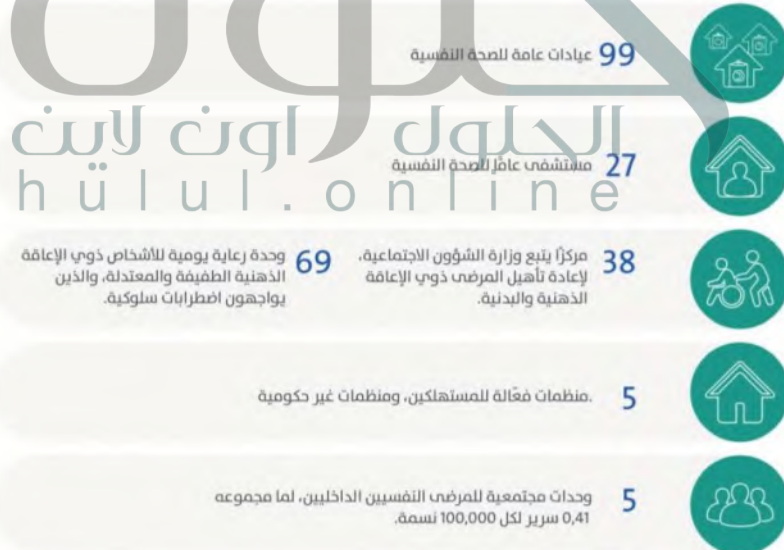 99 عيادات عامة للصحة النفسية
الحلول اون لاين
27 مستشفى عامًا للصحة النفسية
hulul.online
38 مركزًا يتبع وزارة الشؤون الاجتماعية،
لإعادة تأهيل المرضى ذوي الإعاقة
الذهنية والبدنية.
69 وحدة رعاية يومية للأشخاص ذوي الإعاقة
الذهنية الطفيفة والمعتدلة، والذين
يواجهون اضطرابات سلوكية.
5 .منظمات فعّالة للمستهلكين، ومنظمات غير حكومية
5 وحدات مجتمعية للمرضى النفسيين الداخليين، لما مجموعه
0,41 سرير لكل 100,000 نسمة.